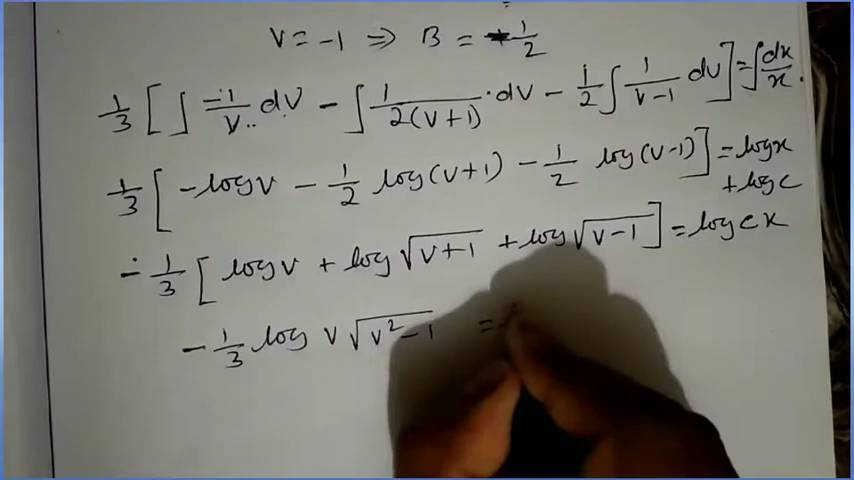 V = -1 ⇒ B = -1/2
1/3 [ ∫ -1/V dV - ∫ 1/2(V+1) · dV - 1/2 ∫ 1/V-1 dV ] = ∫ dx/x .
1/3 [ -log V - 1/2 log (V+1) - 1/2 log (V-1) ] = log x
+ log c
- 1/3 [ log V + log √V+1 + log √V-1 ] = log c x
- 1/3 log V √V²-1 =